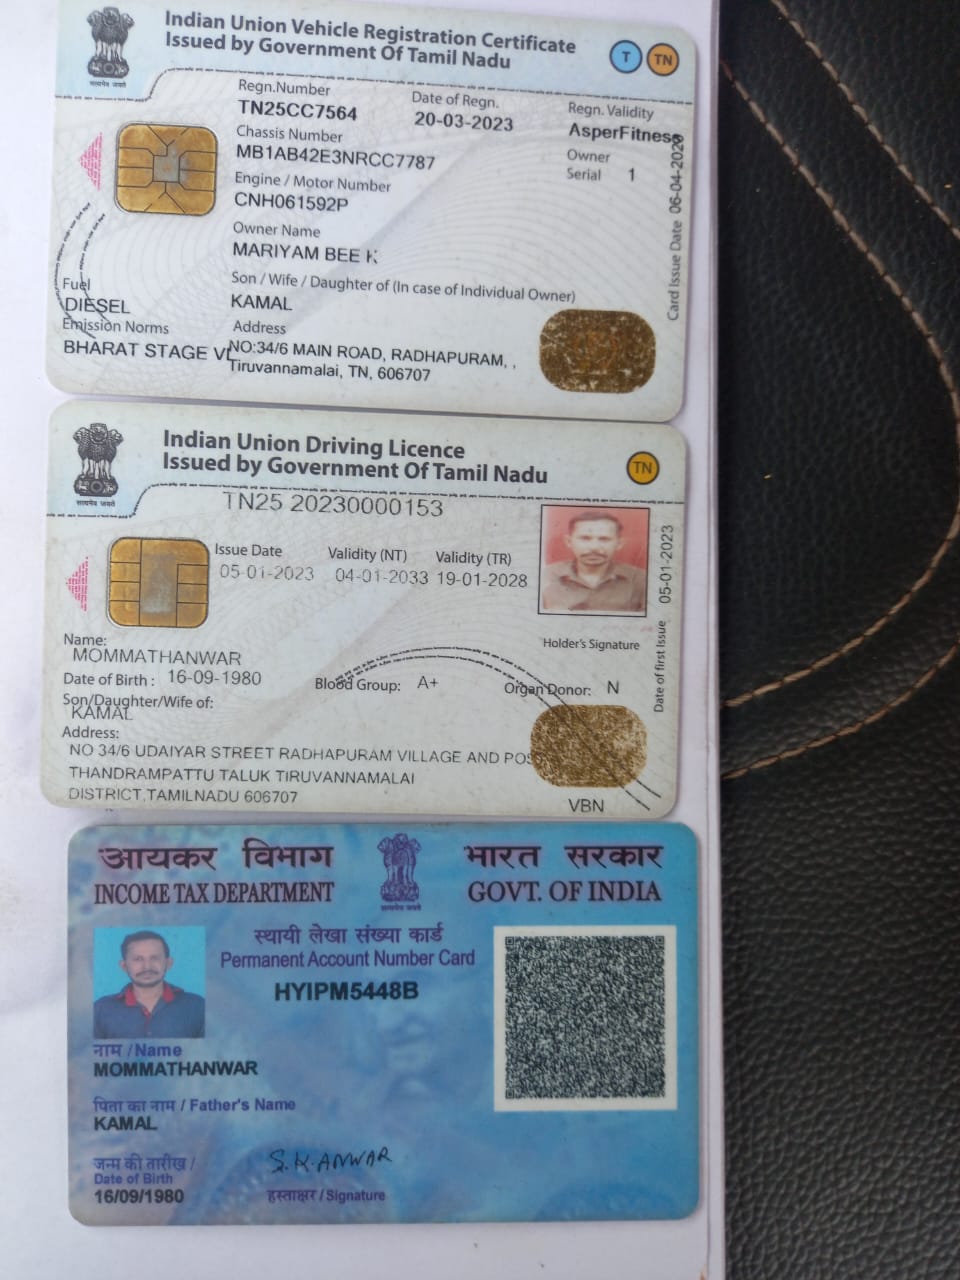 Indian Union Vehicle Registration Certificate
Issued by Government Of Tamil Nadu
T TN
सत्यमेव जयते
Regn.Number
TN25CC7564
Date of Regn.
20-03-2023
Regn. Validity
AsperFitness
Chassis Number
MB1AB42E3NRCC7787
Owner
Serial 1
Engine / Motor Number
CNH061592P
Card Issue Date
Owner Name
MARIYAM BEE K
Son / Wife / Daughter of (In case of Individual Owner)
KAMAL
Fuel
DIESEL
Emission Norms
BHARAT STAGE VI
Address
NO:34/6 MAIN ROAD, RADHAPURAM, ,
Tiruvannamalai, TN, 606707
Indian Union Driving Licence
Issued by Government Of Tamil Nadu
TN
सत्यमेव जयते
TN25 20230000153
Issue Date Validity (NT) Validity (TR)
05-01-2023 04-01-2033 19-01-2028
Date of first Issue 05-01-2023
Holder's Signature
Name:
MOMMATHANWAR
Date of Birth : 16-09-1980
Blood Group: A+ Organ Donor: N
Son/Daughter/Wife of:
KAMAL
Address:
NO 34/6 UDAIYAR STREET RADHAPURAM VILLAGE AND POS
THANDRAMPATTU TALUK TIRUVANNAMALAI
DISTRICT,TAMILNADU 606707
VBN
आयकर विभाग भारत सरकार
INCOME TAX DEPARTMENT GOVT. OF INDIA
सत्यमेव जयते
स्थायी लेखा संख्या कार्ड
Permanent Account Number Card
HYIPM5448B
नाम / Name
MOMMATHANWAR
पिता का नाम / Father's Name
KAMAL
जन्म की तारीख /
Date of Birth
16/09/1980
S.K.ANWAR
हस्ताक्षर / Signature